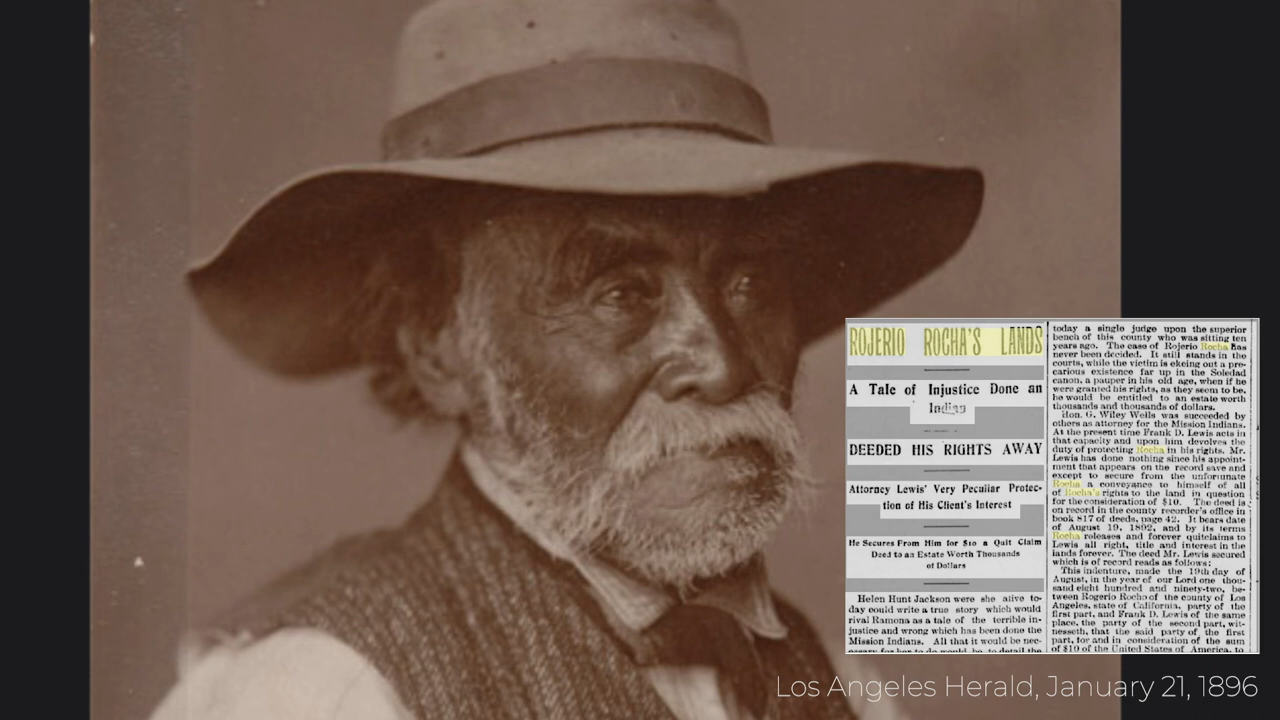 ROJERIO ROCHA'S LANDS
A Tale of Injustice Done an
Indian
DEEDED HIS RIGHTS AWAY
Attorney Lewis' Very Peculiar Protec-
tion of His Client's Interest
He Secures From Him for $10 a Quit Claim
Deed to an Estate Worth Thousands
of Dollars
Helen Hunt Jackson were she alive to-
day could write a true story which would
rival Ramona as a tale of the terrible in-
justice and wrong which has been done the
Mission Indians. All that it would be nec-
essary for her to do would be to detail the
today a single judge upon the superior
bench of this county who was sitting ten
years ago. The case of Rojerio Rocha has
never been decided. It still stands in the
courts, while the victim is ekeing out a pre-
carious existence far up in the Soledad
canon, a pauper in his old age, when if he
were granted his rights, as they seem to be,
he would be entitled to an estate worth
thousands and thousands of dollars.
Hon. G. Wiley Wells was succeeded by
others as attorney for the Mission Indians.
At the present time Frank D. Lewis acts in
that capacity and upon him devolves the
duty of protecting Rocha in his rights. Mr.
Lewis has done nothing since his appoint-
ment that appears on the record save and
except to secure from the unfortunate
Rocha a conveyance to himself of all
of Rocha's rights to the land in question
for the consideration of $10. The deed is
on record in the county recorder's office in
book 817 of deeds, page 42. It bears date
of August 19, 1892, and by its terms
Rocha releases and forever quitclaims to
Lewis all right, title and interest in the
lands forever. The deed Mr. Lewis secured
which is of record reads as follows:
This indenture, made the 19th day of
August, in the year of our Lord one thou-
sand eight hundred and ninety-two, be-
tween Rogerio Rocho of the county of Los
Angeles, state of California, party of the
first part, and Frank D. Lewis of the same
place, the party of the second part, wit-
nesseth, that the said party of the first
part, for and in consideration of the sum
of $10 of the United States of America, to
Los Angeles Herald, January 21, 1896